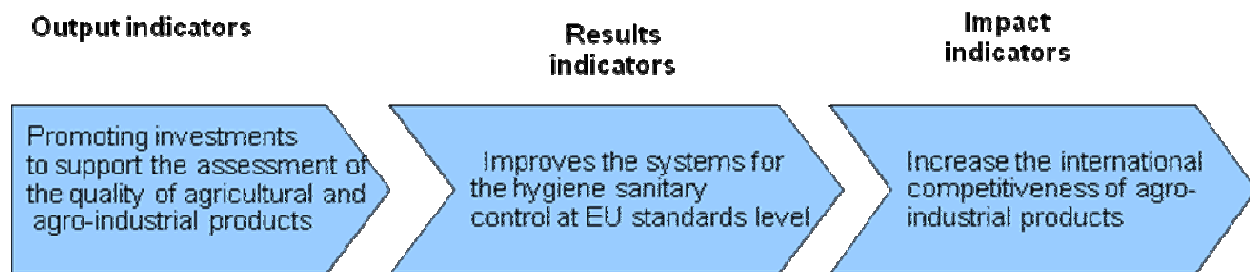 Output indicators
Results
indicators
Impact
indicators
Promoting investments
to support the assessment of
the quality of agricultural and
agro-industrial products
Improves the systems for
the hygiene sanitary
control at EU standards level
Increase the international
competitiveness of agro-
industrial products